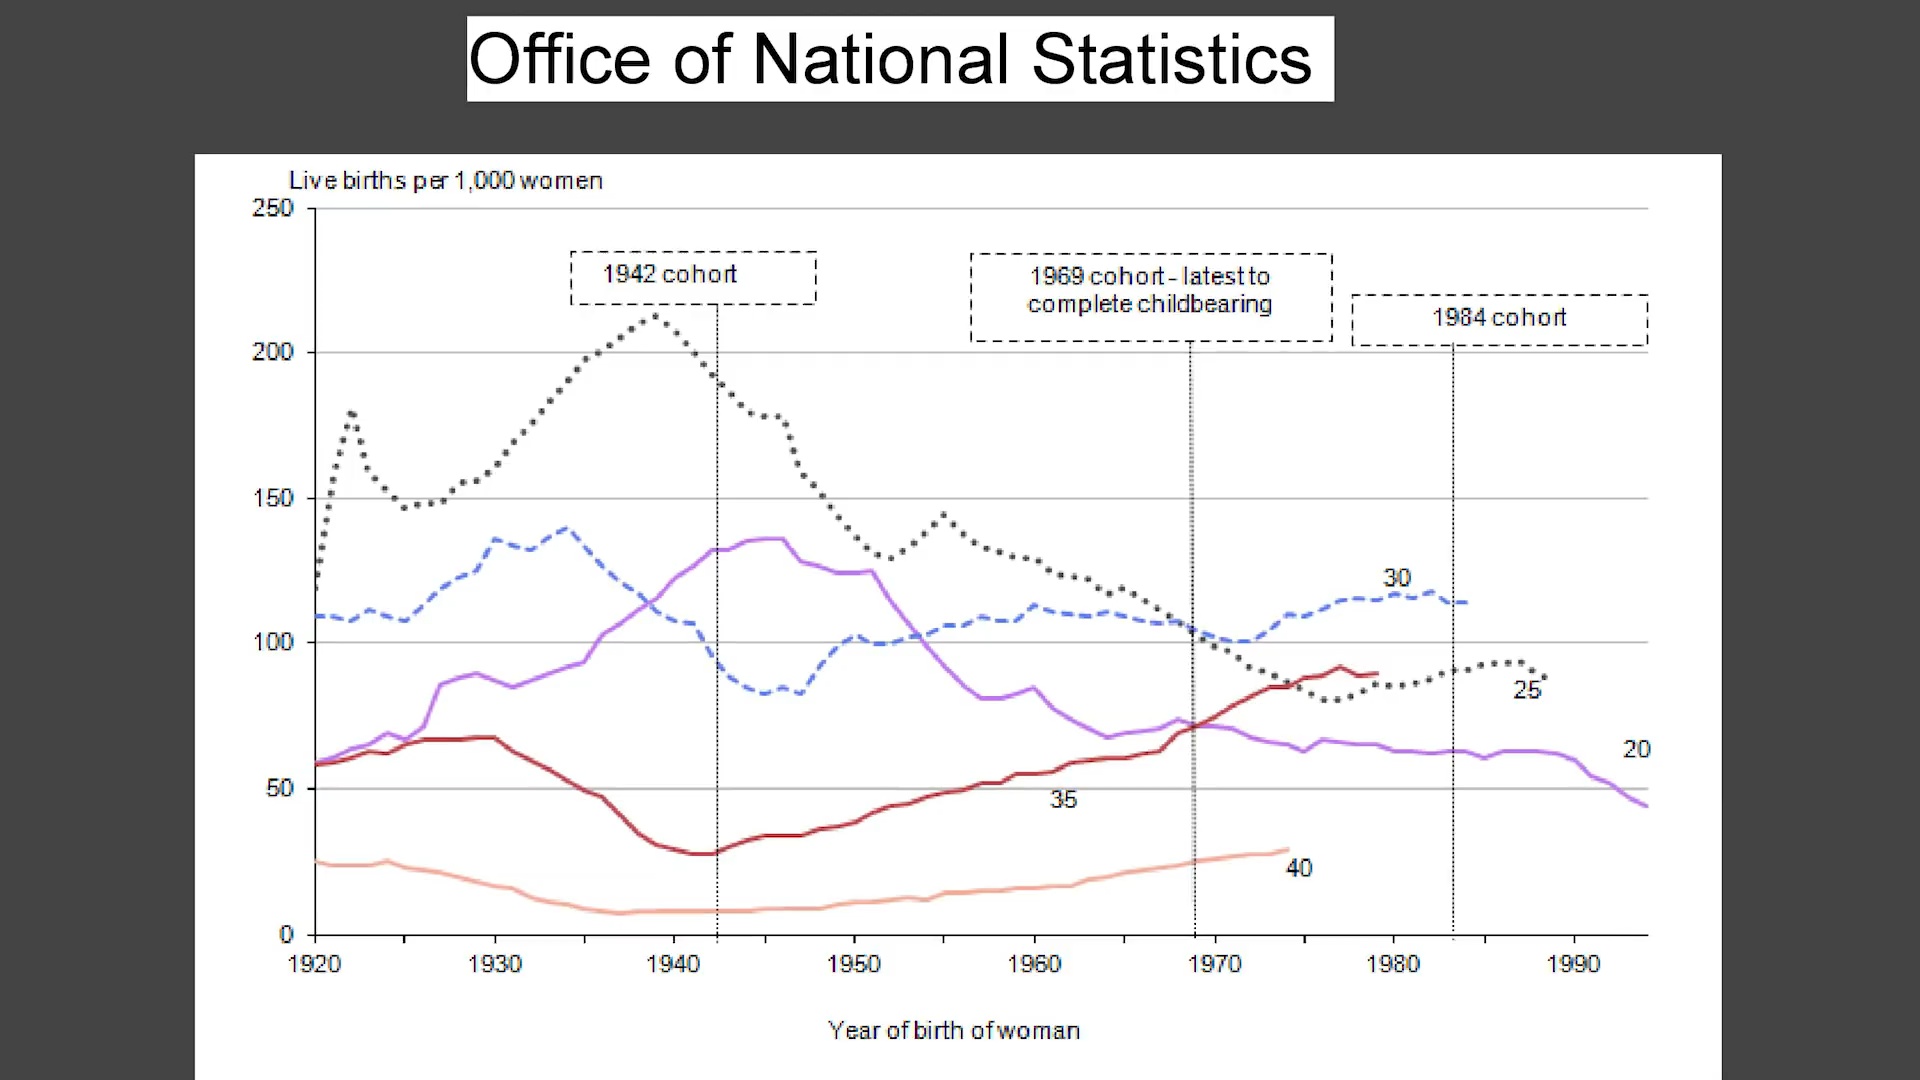 Office of National Statistics
Live births per 1,000 women
250
1942 cohort
1969 cohort - latest to
complete childbearing
1984 cohort
200
150
30
100
25
20
50
35
40
0
1920 1930 1940 1950 1960 1970 1980 1990
Year of birth of woman